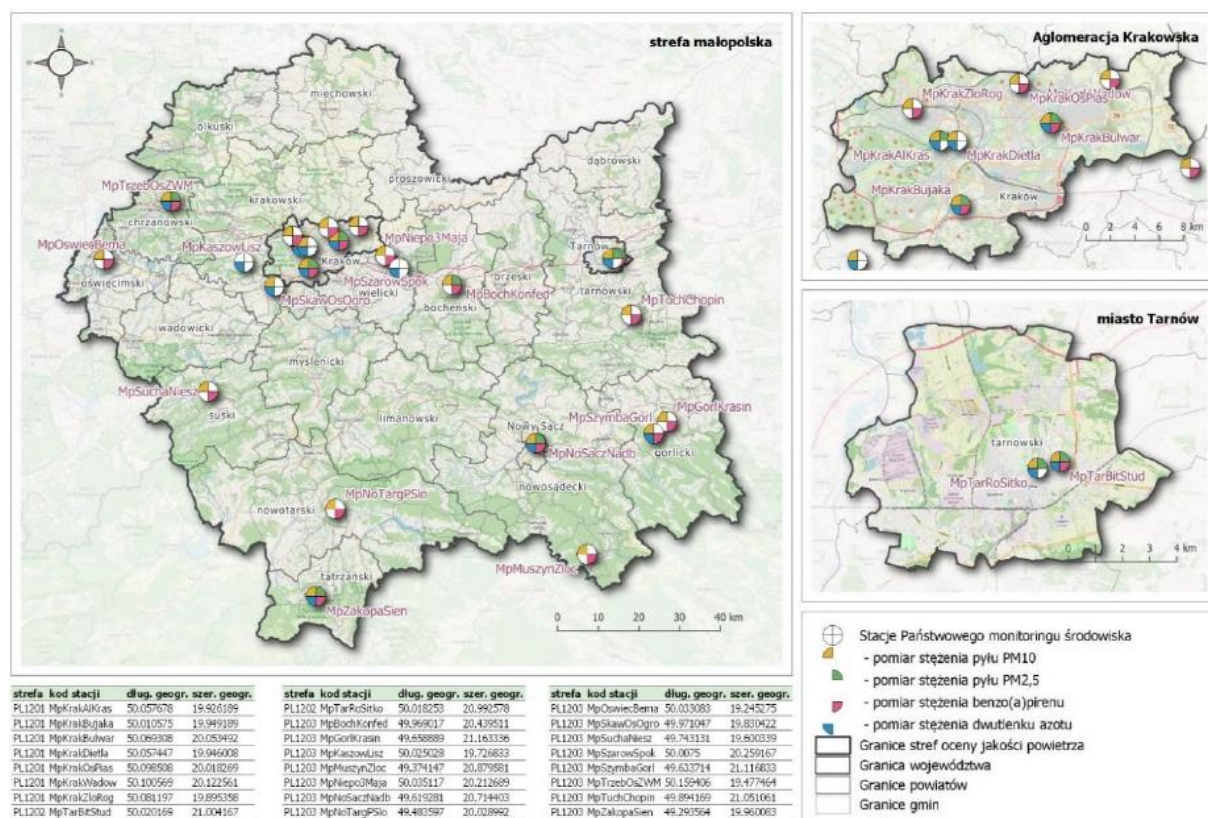 strefa małopolska
miechowski
olkuski
dąbrowski
proszowicki
MpTrzebOsZWM
krakowski
chrzanowski
MpOswiecBema
MpKaszowLisz
MpNiepo3Maja
Tarnów
Kraków
oświęcimski
MpSzarowSpok
brzeski
wielicki
MpBochKonfed
tarnowski
MpSkawOsOgro
bocheński
MpTuchChopin
wadowicki
myślenicki
MpSuchaNiesz
suski
limanowski
MpSzymbaGorl
MpGorlKrasin
Nowy Sącz
MpNoSaczNadb
gorlicki
nowosądecki
MpNoTargPSlo
nowotarski
MpMuszynZloc
tatrzański
MpZakopaSien
0 10 20 30 40 km
Aglomeracja Krakowska
MpKrakZloRog
MpKrakWadow
MpKrakOsPias
MpKrakBulwar
MpKrakAlKras
MpKrakDietla
MpKrakBujaka
Kraków
0 2 4 6 8 km
miasto Tarnów
tarnowski
MpTarRoSitko
MpTarBitStud
0 1 2 3 4 km
Stacje Państwowego monitringu środowiska
- pomiar stężenia pyłu PM10
- pomiar stężenia pyłu PM2,5
- pomiar stężenia benzo(a)pirenu
- pomiar stężenia dwutlenku azotu
Granice stref oceny jakości powietrza
Granica województwa
Granice powiatów
Granice gmin
strefa kod stacji dług. geogr. szer. geogr.
PL1201 MpKrakAlKras 50.057678 19.926189
PL1201 MpKrakBujaka 50.010575 19.949189
PL1201 MpKrakBulwar 50.069308 20.053492
PL1201 MpKrakDietla 50.057447 19.946008
PL1201 MpKrakOsPias 50.098508 20.018269
PL1201 MpKrakWadow 50.100569 20.122561
PL1201 MpKrakZloRog 50.081197 19.895358
PL1202 MpTarBitStud 50.020169 21.004167
strefa kod stacji dług. geogr. szer. geogr.
PL1202 MpTarRoSitko 50.018253 20.992578
PL1203 MpBochKonfed 49.969017 20.439511
PL1203 MpGorlKrasin 49.658889 21.163336
PL1203 MpKaszowLisz 50.025028 19.726833
PL1203 MpMuszynZloc 49.374147 20.879581
PL1203 MpNiepo3Maja 50.035117 20.212689
PL1203 MpNoSaczNadb 49.619281 20.714403
PL1203 MpNoTargPSlo 49.483597 20.028992
strefa kod stacji dług. geogr. szer. geogr.
PL1203 MpOswiecBema 50.033083 19.245275
PL1203 MpSkawOsOgro 49.971047 19.830422
PL1203 MpSuchaNiesz 49.743131 19.600339
PL1203 MpSzarowSpok 50.0075 20.259167
PL1203 MpSzymbaGorl 49.633714 21.116833
PL1203 MpTrzebOsZWM 50.159406 19.477464
PL1203 MpTuchChopin 49.894169 21.051061
PL1203 MpZakopaSien 49.293564 19.960083